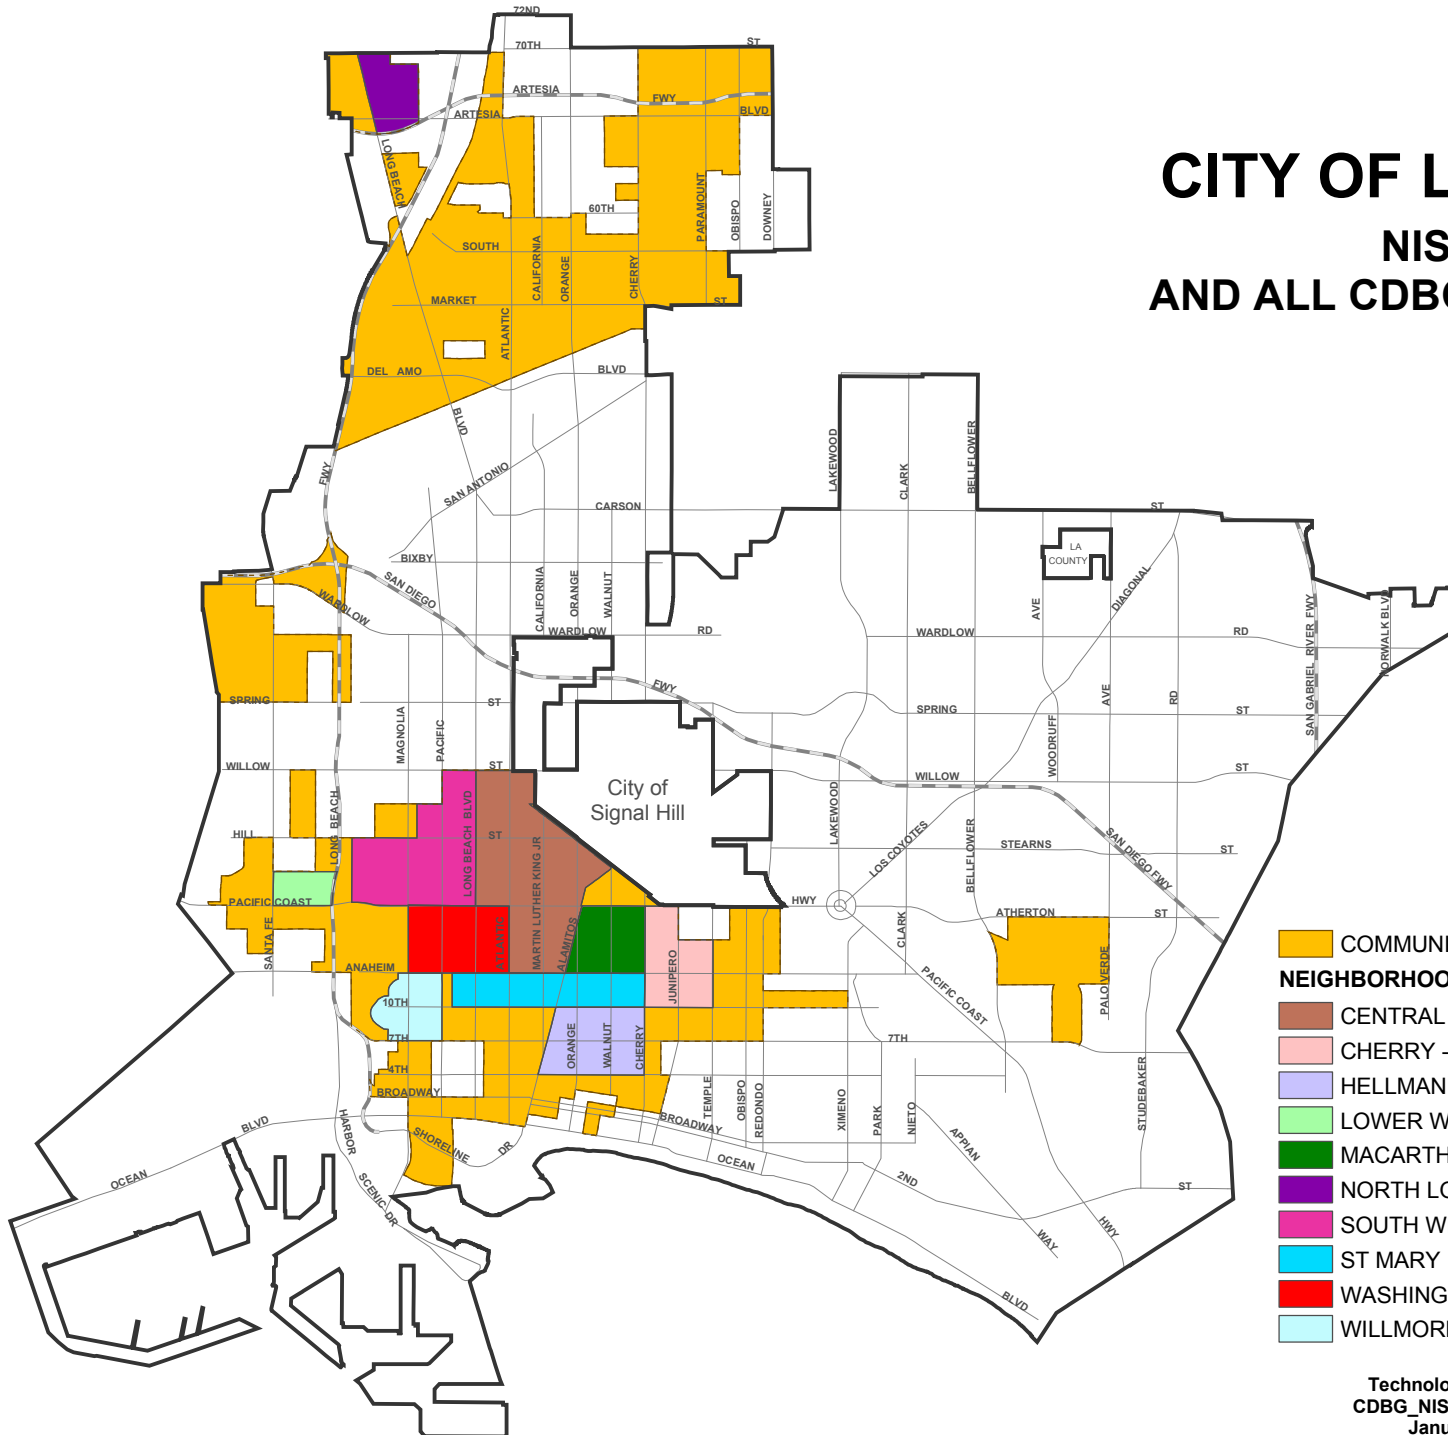 CITY OF L
NIS
AND ALL CDBG
72ND
70TH
ST
ARTESIA
FWY
ARTESIA
BLVD
LONG BEACH
60TH
PARAMOUNT
OBISPO
DOWNEY
SOUTH
CALIFORNIA
ORANGE
CHERRY
MARKET
ST
ATLANTIC
DEL AMO
BLVD
BLVD
FWY
SAN ANTONIO
LAKEWOOD
CLARK
BELLFLOWER
CARSON
ST
BIXBY
LA
COUNTY
SAN DIEGO
CALIFORNIA
ORANGE
WALNUT
AVE
DIAGONAL
WARDLOW
WARDLOW
RD
WARDLOW
RD
SAN GABRIEL RIVER FWY
NORWALK BLVD
FWY
SPRING
ST
SPRING
ST
MAGNOLIA
PACIFIC
WOODRUFF
AVE
RD
WILLOW
ST
WILLOW
ST
City of
Signal Hill
LONG BEACH
LONG BEACH BLVD
HILL
ST
MARTIN LUTHER KING JR
LAKEWOOD
LOS COYOTES
BELLFLOWER
STEARNS
ST
SAN DIEGO FWY
PACIFIC COAST
HWY
ATHERTON
ST
SANTA FE
ATLANTIC
ALAMITOS
CLARK
ANAHEIM
JUNIPERO
PACIFIC COAST
PALO VERDE
10TH
7TH
ORANGE
WALNUT
CHERRY
7TH
4TH
BROADWAY
TEMPLE
OBISPO
REDONDO
XIMENO
PARK
NIETO
STUDEBAKER
BLVD
HARBOR
SHORELINE
DR
BROADWAY
APPIAN
OCEAN
OCEAN
2ND
ST
SCENIC DR
WAY
HWY
BLVD
COMMUN
NEIGHBORHOO
CENTRAL
CHERRY -
HELLMAN
LOWER W
MACARTH
NORTH LO
SOUTH W
ST MARY
WASHING
WILLMOR
Technolo
CDBG_NIS
Janu